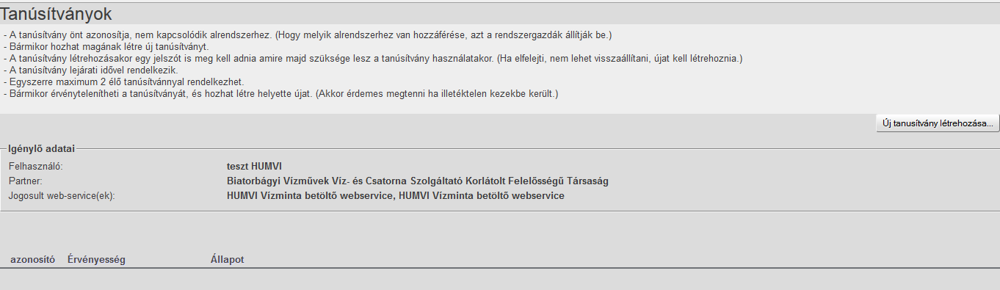 Tanúsítványok
- A tanúsítvány önt azonosítja, nem kapcsolódik alrendszerhez. (Hogy melyik alrendszerhez van hozzáférése, azt a rendszergazdák állítják be.)
- Bármikor hozhat magának létre új tanúsítványt.
- A tanúsítvány létrehozásakor egy jelszót is meg kell adnia amire majd szüksége lesz a tanúsítvány használatakor. (Ha elfelejti, nem lehet visszaállítani, újat kell létrehoznia.)
- A tanúsítvány lejárati idővel rendelkezik.
- Egyszerre maximum 2 élő tanúsítvánnyal rendelkezhet.
- Bármikor érvénytelenítheti a tanúsítványát, és hozhat létre helyette újat. (Akkor érdemes megtenni ha illetéktelen kezekbe került.)
Új tanusítvány létrehozása...
Igénylő adatai
Felhasználó: teszt HUMVI
Partner: Biatorbágyi Vízművek Víz- és Csatorna Szolgáltató Korlátolt Felelősségű Társaság
Jogosult web-service(ek): HUMVI Vízminta betöltő webservice, HUMVI Vízminta betöltő webservice
azonosító Érvényesség Állapot